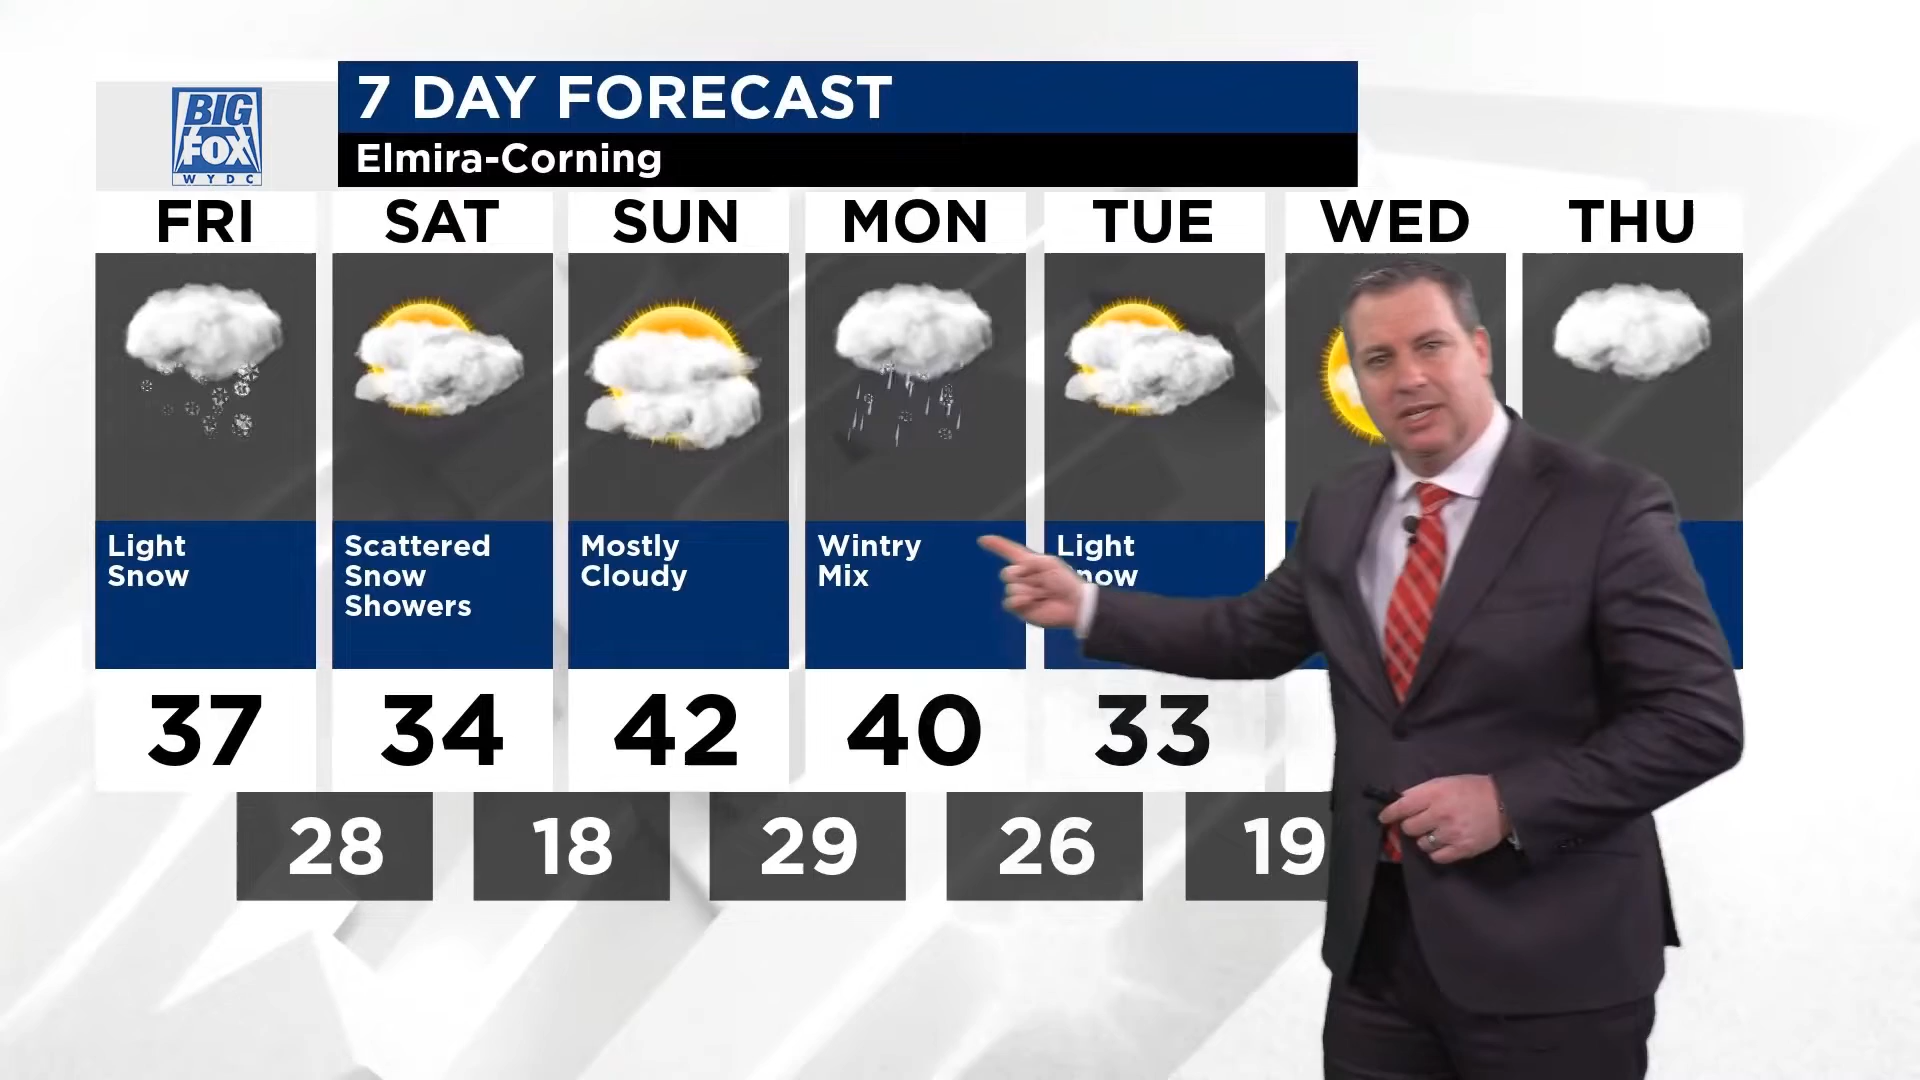 BIG
FOX
WYDC
7 DAY FORECAST
Elmira-Corning
FRI SAT SUN MON TUE WED THU
Light
Snow
Scattered
Snow
Showers
Mostly
Cloudy
Wintry
Mix
Light
37 34 42 40 33
28 18 29 26 19